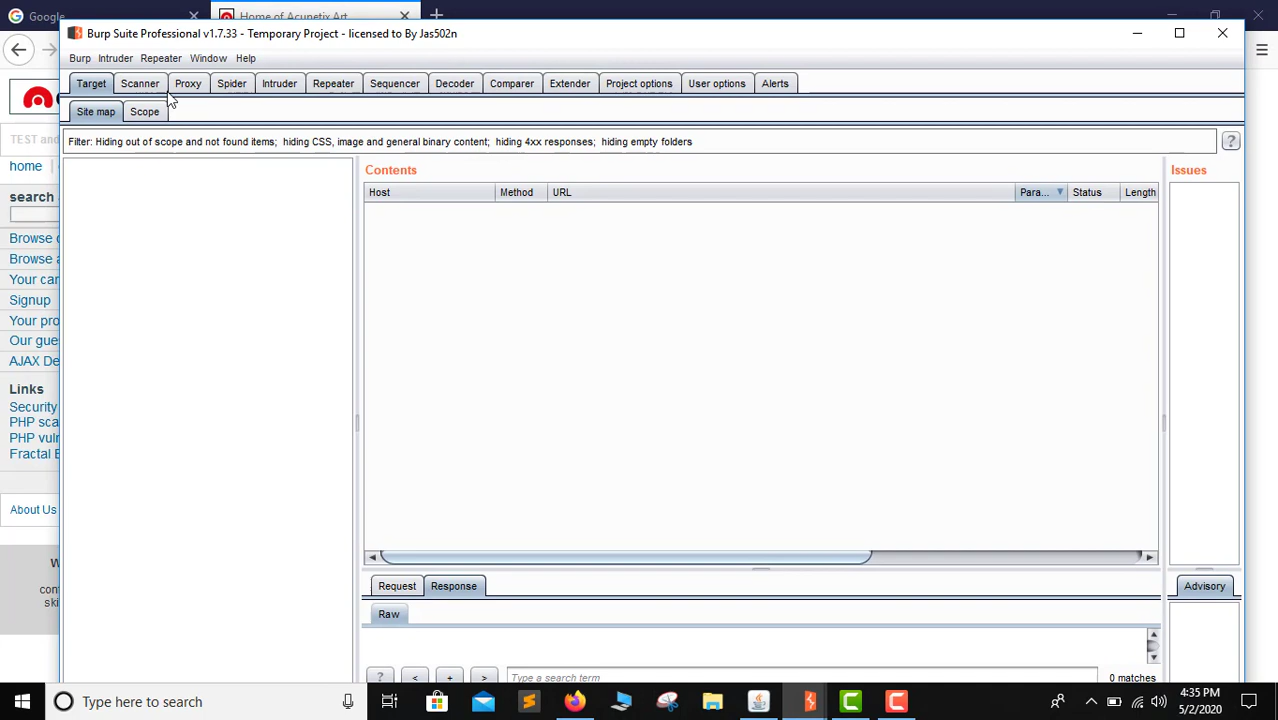 Google
Home of Acunetix Art
Burp Suite Professional v1.7.33 - Temporary Project - licensed to By Jas502n
Burp Intruder Repeater Window Help
Target Scanner Proxy Spider Intruder Repeater Sequencer Decoder Comparer Extender Project options User options Alerts
Site map Scope
Filter: Hiding out of scope and not found items; hiding CSS, image and general binary content; hiding 4xx responses; hiding empty folders ?
TEST and
home
search
Browse
Browse
Your car
Signup
Your pro
Our gue
AJAX De
Links
Security
PHP sca
PHP vuln
Fractal E
About Us
Contents
Issues
Host Method URL Para... Status Length
Request Response
Advisory
Raw
? < + > Type a search term 0 matches
Type here to search
4:35 PM
5/2/2020